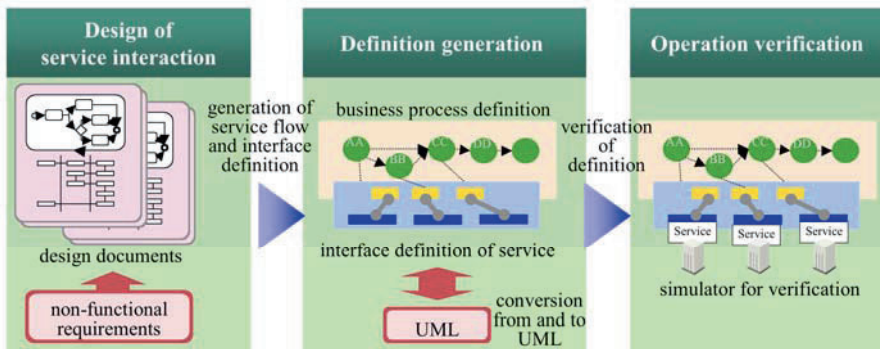 Design of
service interaction
design documents
non-functional
requirements
generation of
service flow
and interface
definition
Definition generation
business process definition
AA
BB
CC
DD
interface definition of service
UML
conversion
from and to
UML
verification
of
definition
Operation verification
AA
BB
CC
DD
Service
Service
Service
simulator for verification